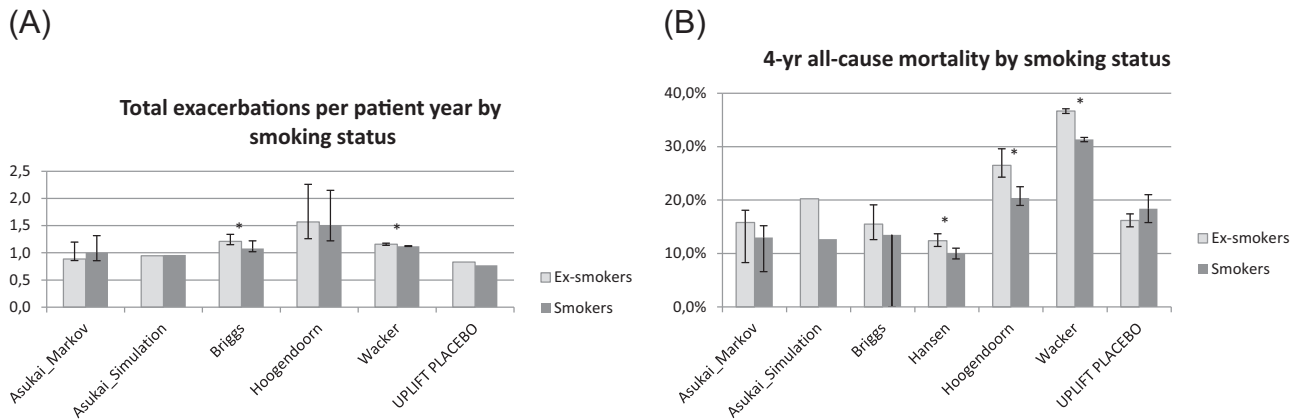 (A)
Total exacerbations per patient year by
smoking status
2,5
2,0
1,5
1,0
0,5
0,0
*
*
Asukai_Markov
Asukai_Simulation
Briggs
Hoogendoorn
Wacker
UPLIFT PLACEBO
Ex-smokers
Smokers
(B)
4-yr all-cause mortality by smoking status
40,0%
30,0%
20,0%
10,0%
0,0%
*
*
*
Asukai_Markov
Asukai_Simulation
Briggs
Hansen
Hoogendoorn
Wacker
UPLIFT PLACEBO
Ex-smokers
Smokers